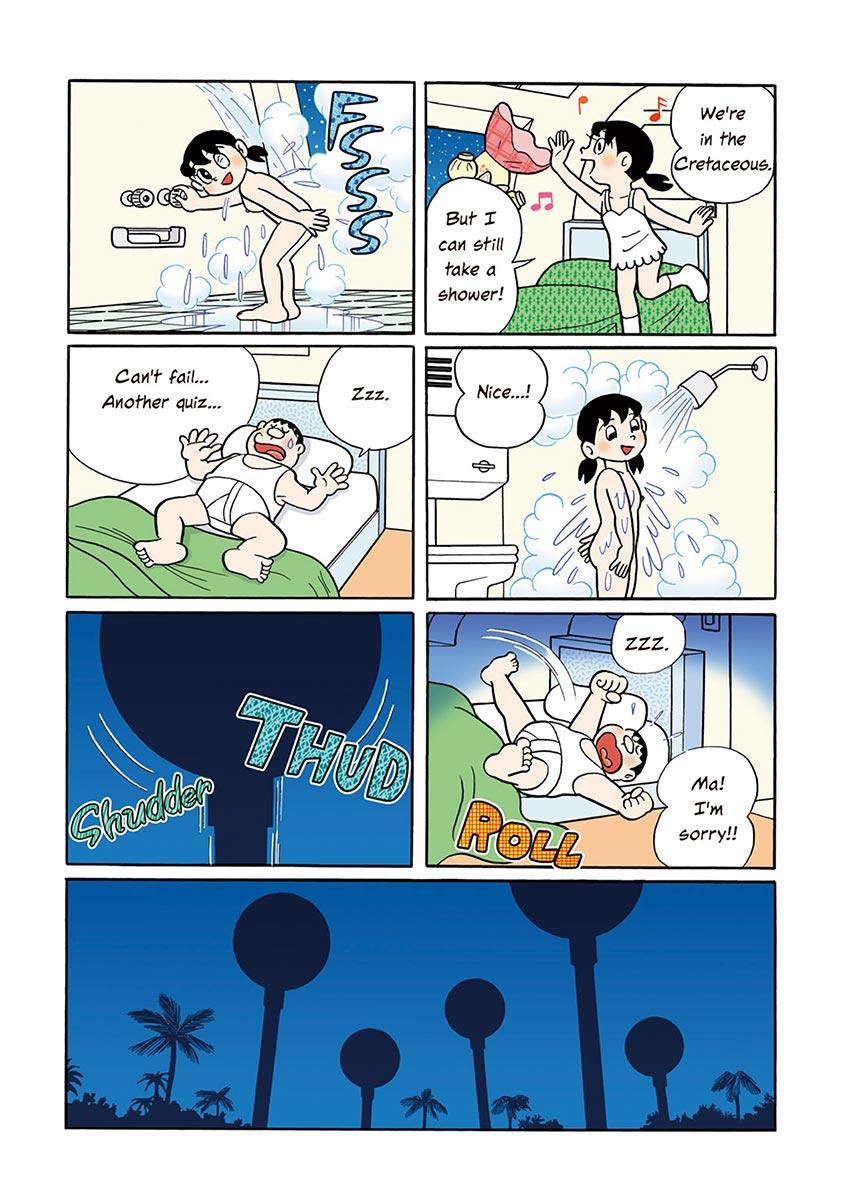 We're
in the
Cretaceous.
But I
can still
take a
shower!
FSSS
Nice...!
Zzz.
Can't fail...
Another quiz...
ZZZ.
Ma!
I'm
sorry!!
ROLL
THUD
Shudder